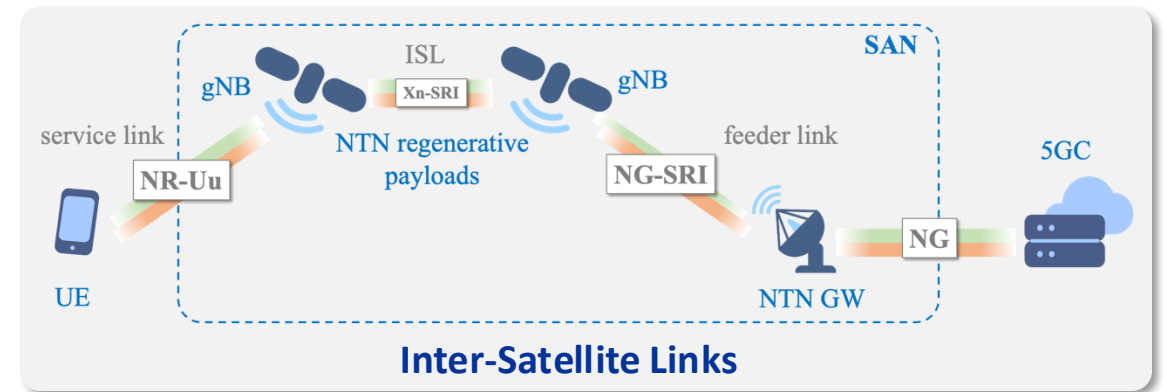 SAN
ISL
gNB
Xn-SRI
gNB
service link
NTN regenerative
payloads
feeder link
5GC
NR-Uu
NG-SRI
NG
UE
NTN GW
Inter-Satellite Links